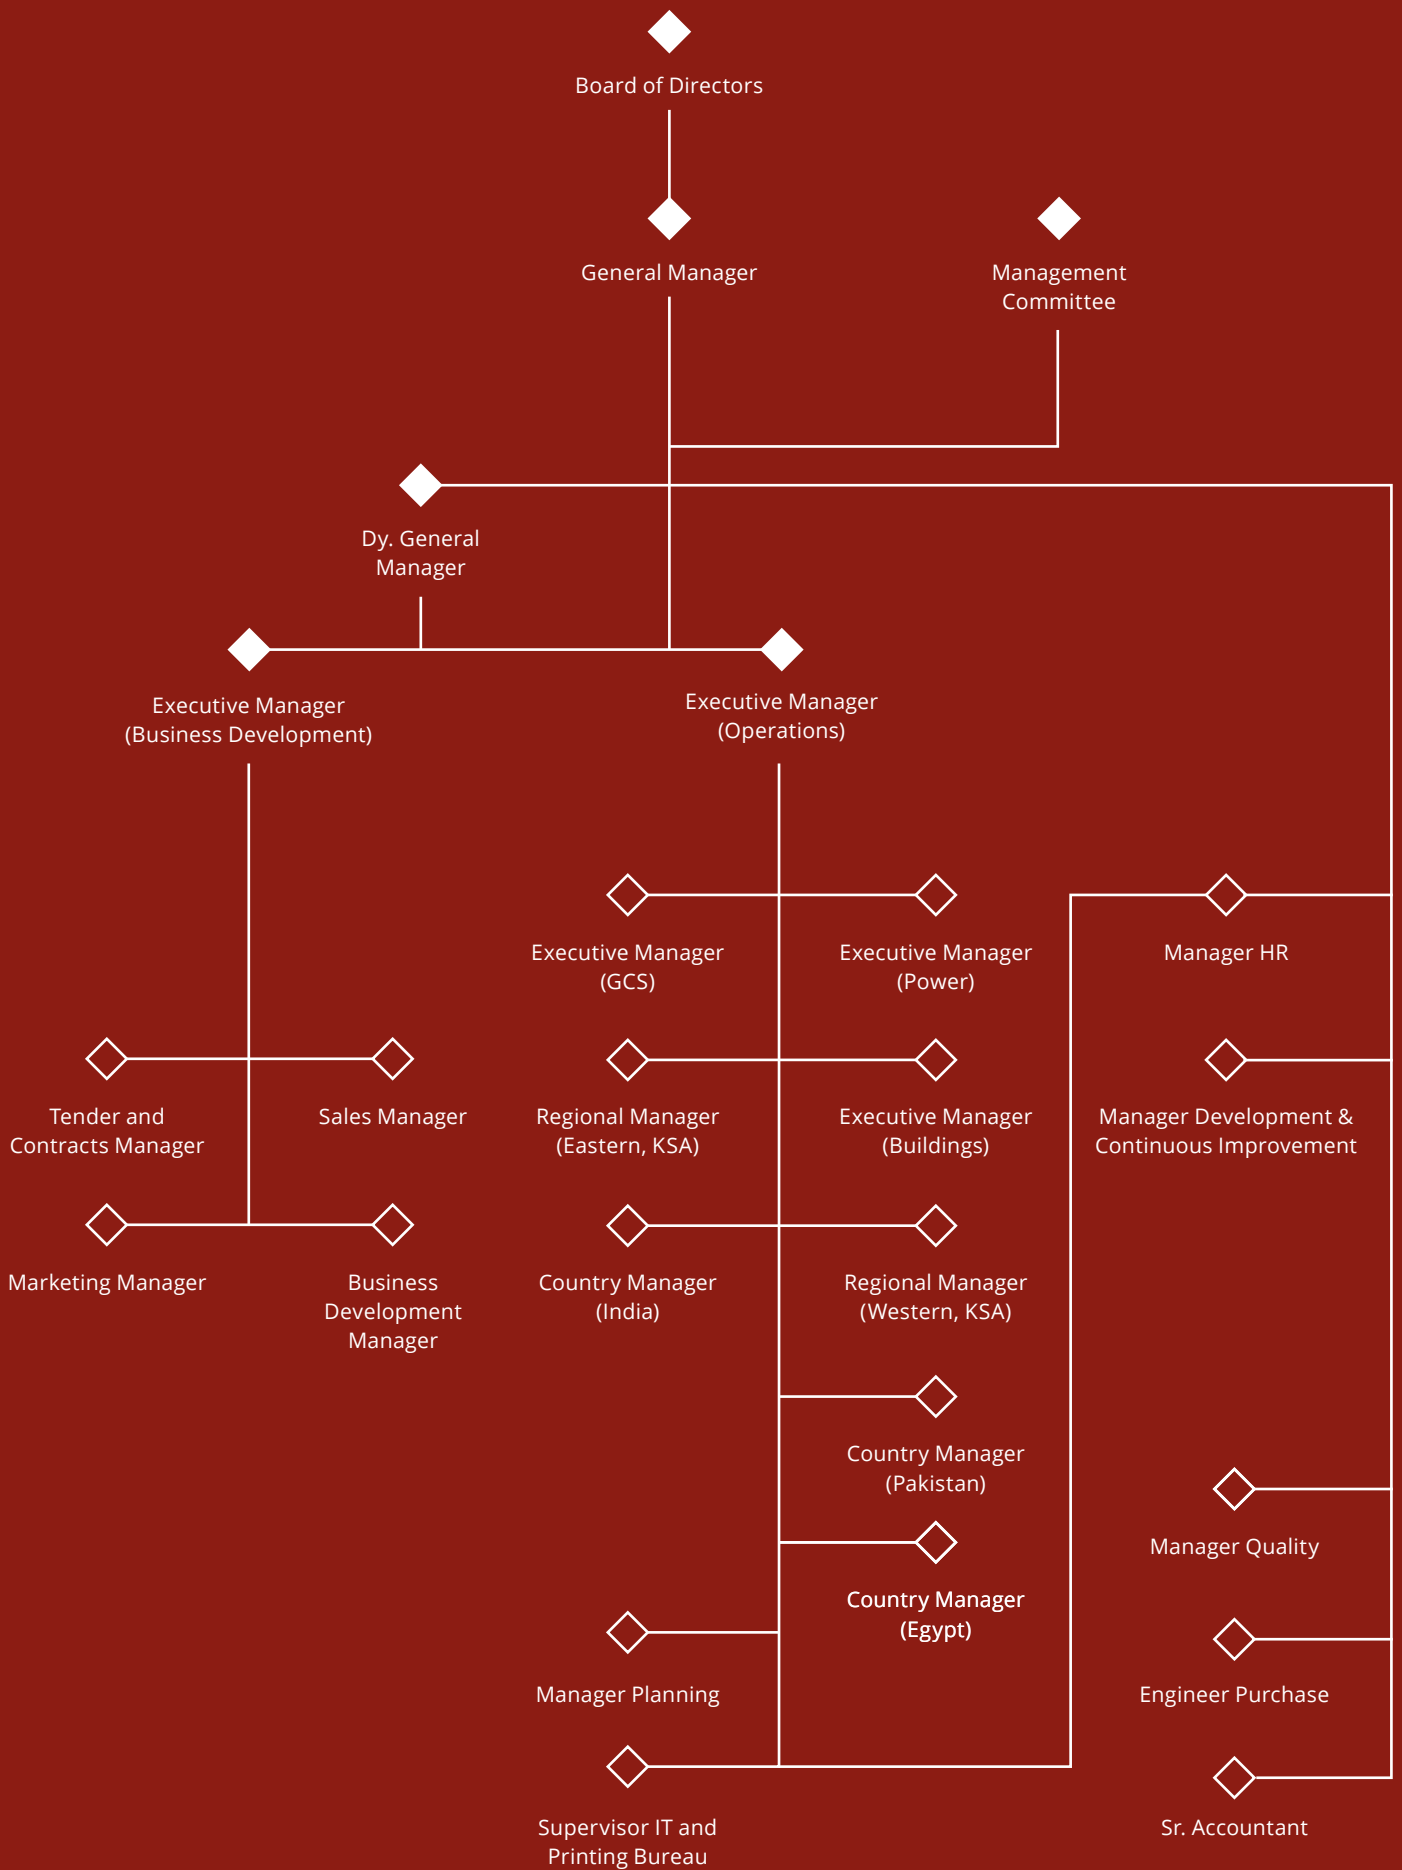 Board of Directors
General Manager
Management
Committee
Dy. General
Manager
Executive Manager
(Business Development)
Executive Manager
(Operations)
Executive Manager
(GCS)
Executive Manager
(Power)
Manager HR
Tender and
Contracts Manager
Sales Manager
Regional Manager
(Eastern, KSA)
Executive Manager
(Buildings)
Manager Development &
Continuous Improvement
Marketing Manager
Business
Development
Manager
Country Manager
(India)
Regional Manager
(Western, KSA)
Country Manager
(Pakistan)
Manager Quality
Country Manager
(Egypt)
Manager Planning
Engineer Purchase
Supervisor IT and
Printing Bureau
Sr. Accountant